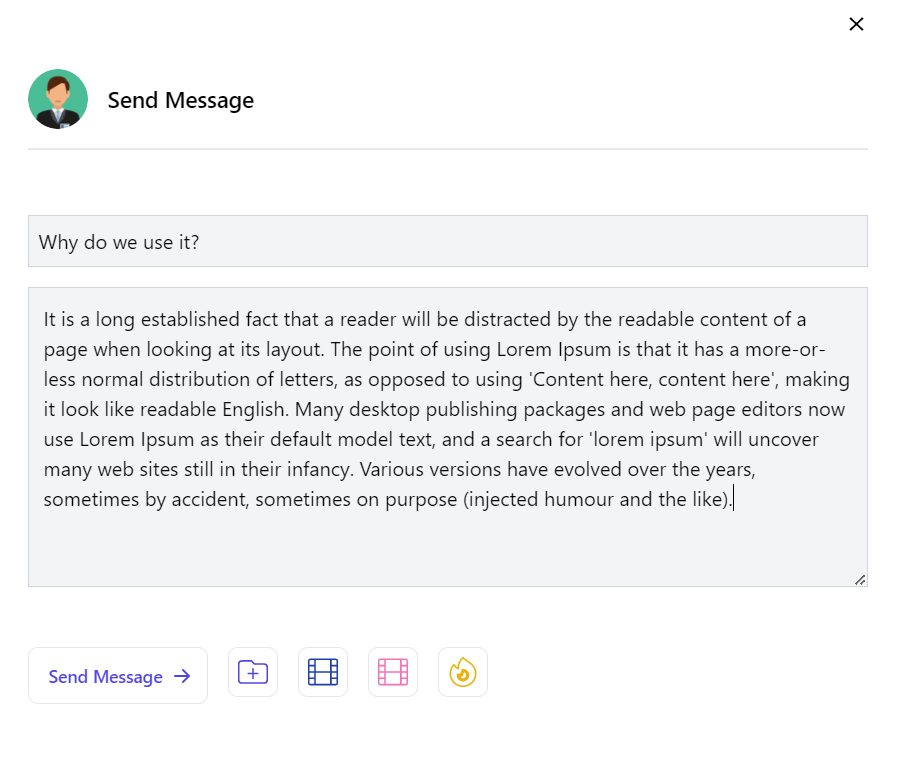 Send Message
Why do we use it?
It is a long established fact that a reader will be distracted by the readable content of a
page when looking at its layout. The point of using Lorem Ipsum is that it has a more-or-
less normal distribution of letters, as opposed to using 'Content here, content here', making
it look like readable English. Many desktop publishing packages and web page editors now
use Lorem Ipsum as their default model text, and a search for 'lorem ipsum' will uncover
many web sites still in their infancy. Various versions have evolved over the years,
sometimes by accident, sometimes on purpose (injected humour and the like).
Send Message